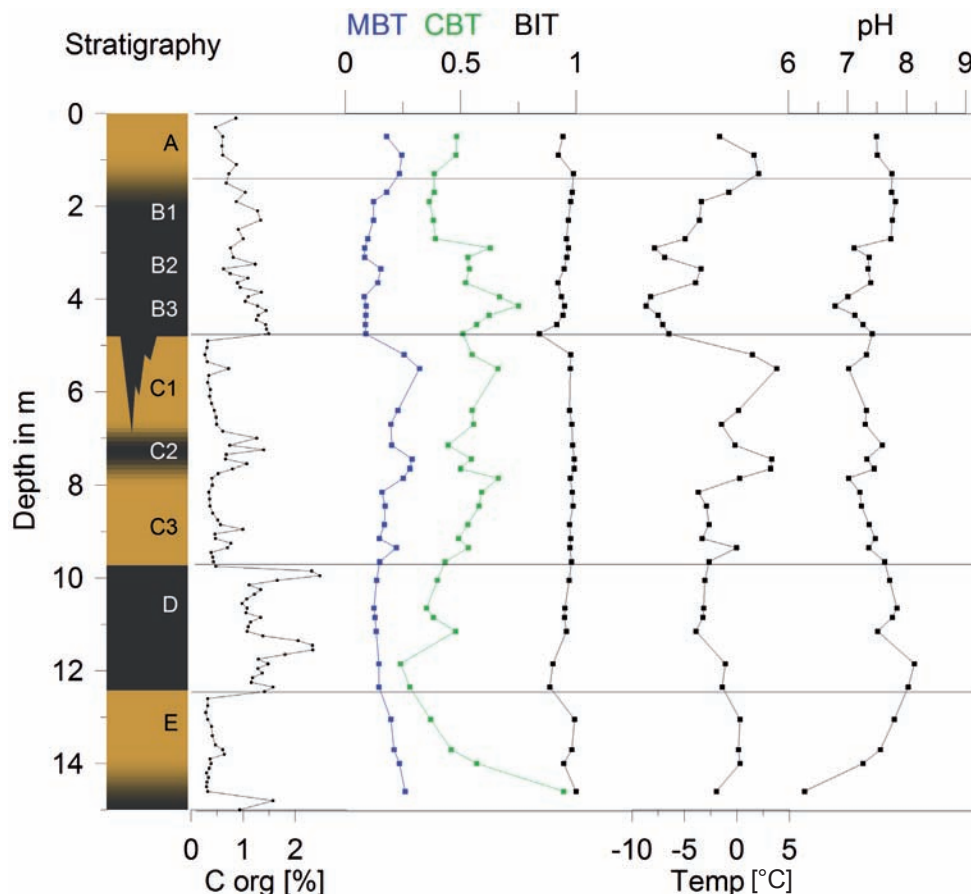 MBT CBT BIT
Stratigraphy pH
0 0.5 1 6 7 8 9
0
2
4
6
8
10
12
14
Depth in m
A
B1
B2
B3
C1
C2
C3
D
E
0 1 2 -10 -5 0 5
C org [%] Temp [°C]